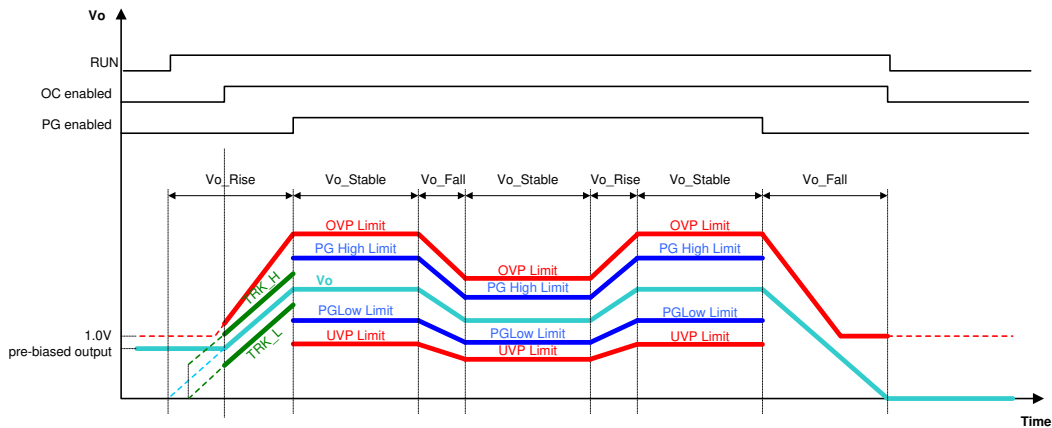 Vo
RUN
OC enabled
PG enabled
Vo_Rise
Vo_Stable
Vo_Fall
Vo_Stable
Vo_Rise
Vo_Stable
Vo_Fall
OVP Limit
OVP Limit
PG High Limit
PG High Limit
OVP Limit
TRK_H
Vo
PG High Limit
TRK_L
PGLow Limit
PGLow Limit
1.0V
UVP Limit
PGLow Limit
UVP Limit
pre-biased output
UVP Limit
Time